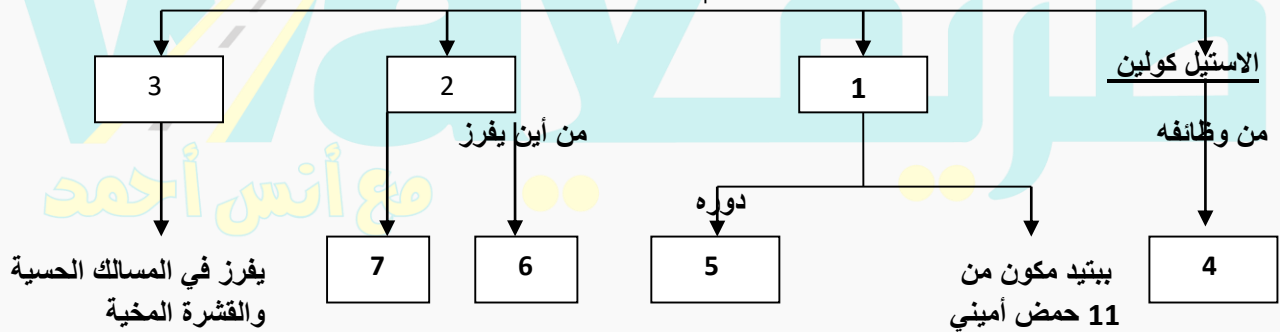 الاستيل كولين
1
2
3
من وظائفه
من أين يفرز
دوره
مع أنس أحمد
4
ببتيد مكون من
11 حمض أميني
5
6
7
يفرز في المسالك الحسية
والقشرة المخية